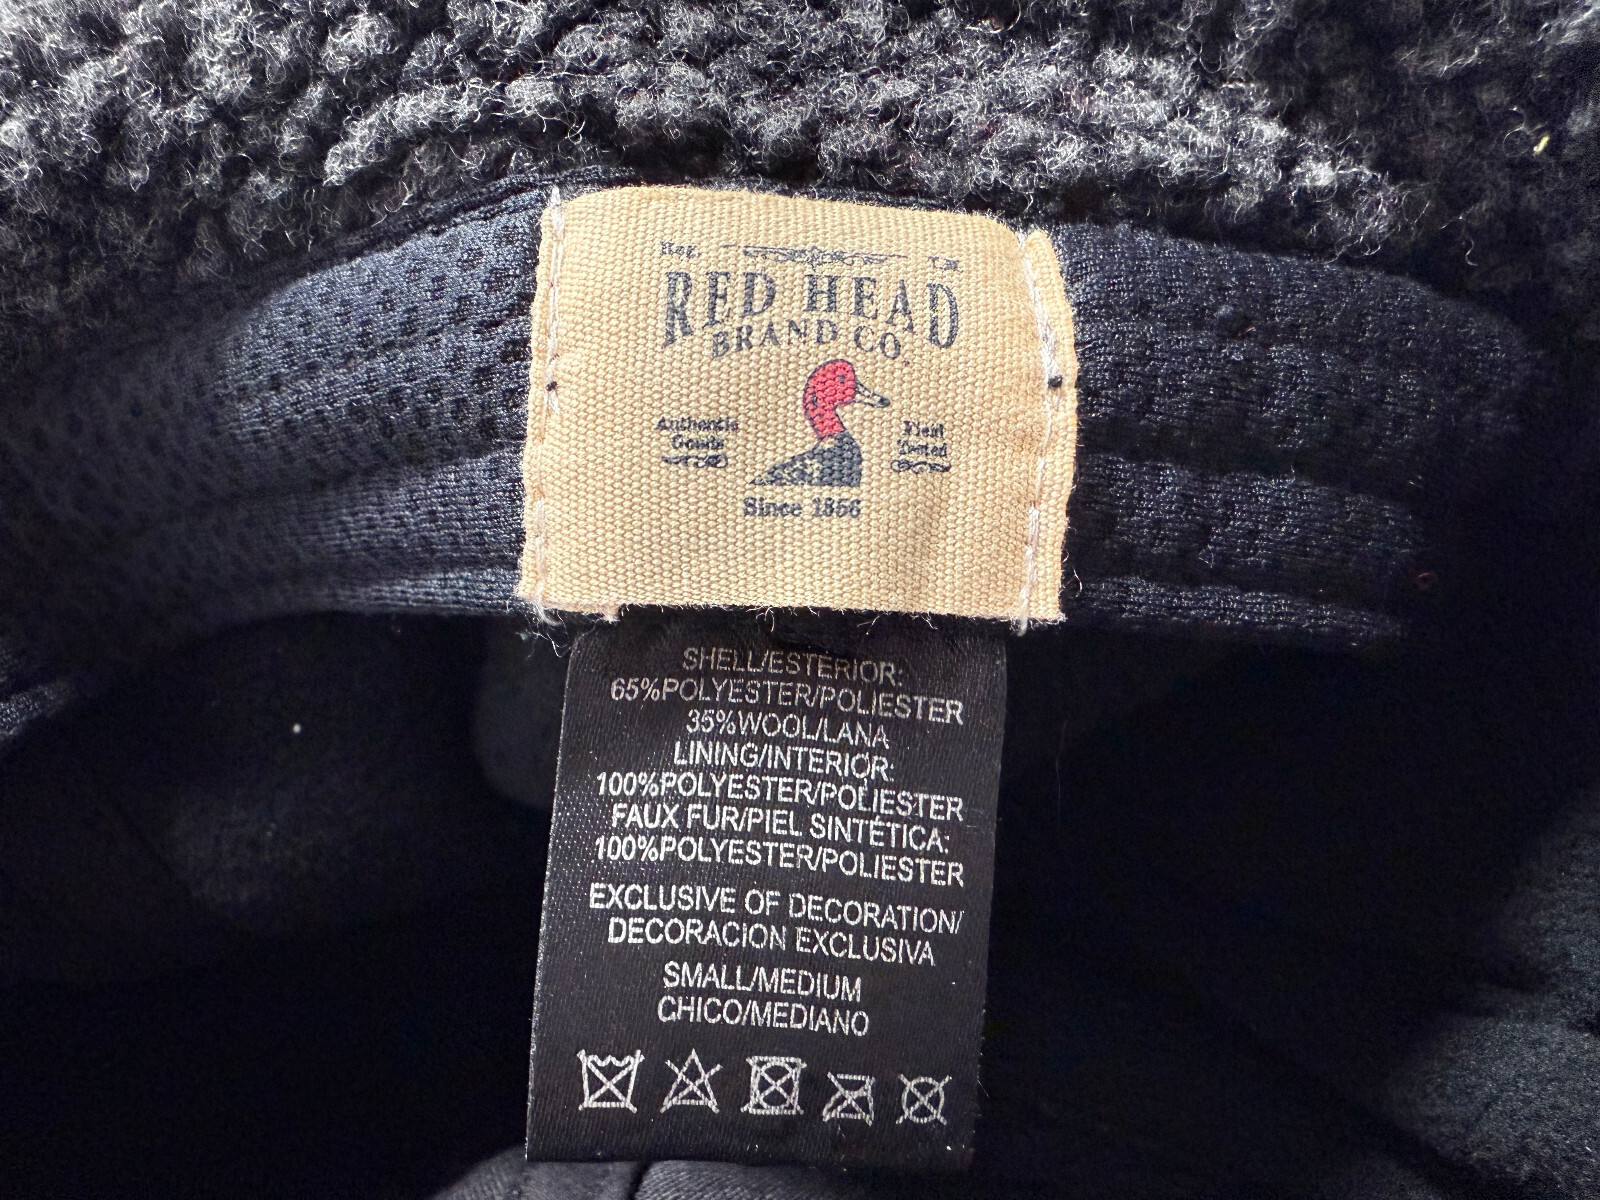 Reg. TM
RED HEAD
BRAND CO.
Authentic
Goods
Field
Tested
Since 1856
SHELL/ESTERIOR:
65%POLYESTER/POLIESTER
35%WOOL/LANA
LINING/INTERIOR:
100%POLYESTER/POLIESTER
FAUX FUR/PIEL SINTÉTICA:
100%POLYESTER/POLIESTER
EXCLUSIVE OF DECORATION/
DECORACION EXCLUSIVA
SMALL/MEDIUM
CHICO/MEDIANO